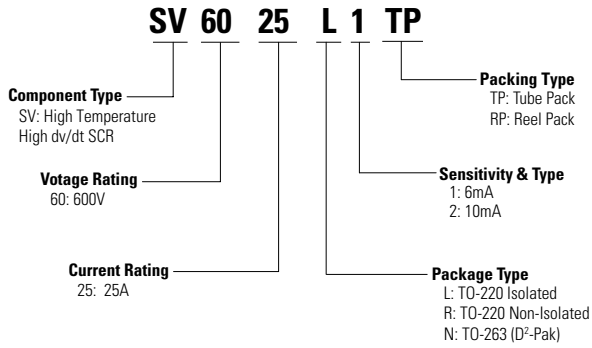 SV 60 25 L 1 TP
Packing Type
TP: Tube Pack
RP: Reel Pack
Component Type
SV: High Temperature
High dv/dt SCR
Sensitivity & Type
1: 6mA
2: 10mA
Votage Rating
60: 600V
Current Rating
25: 25A
Package Type
L: TO-220 Isolated
R: TO-220 Non-Isolated
N: TO-263 (D²-Pak)